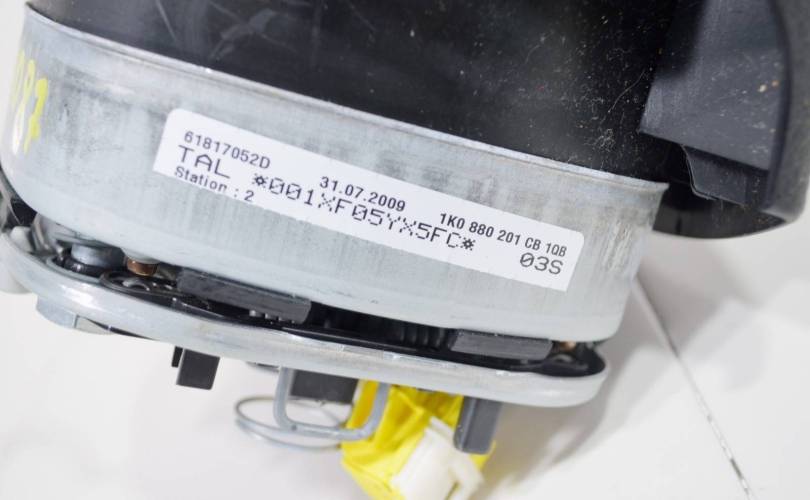 61817052D 31.07.2009 1K0 880 201 CB 1QB
TAL *001XF05YX5FC* 03S
Station : 2